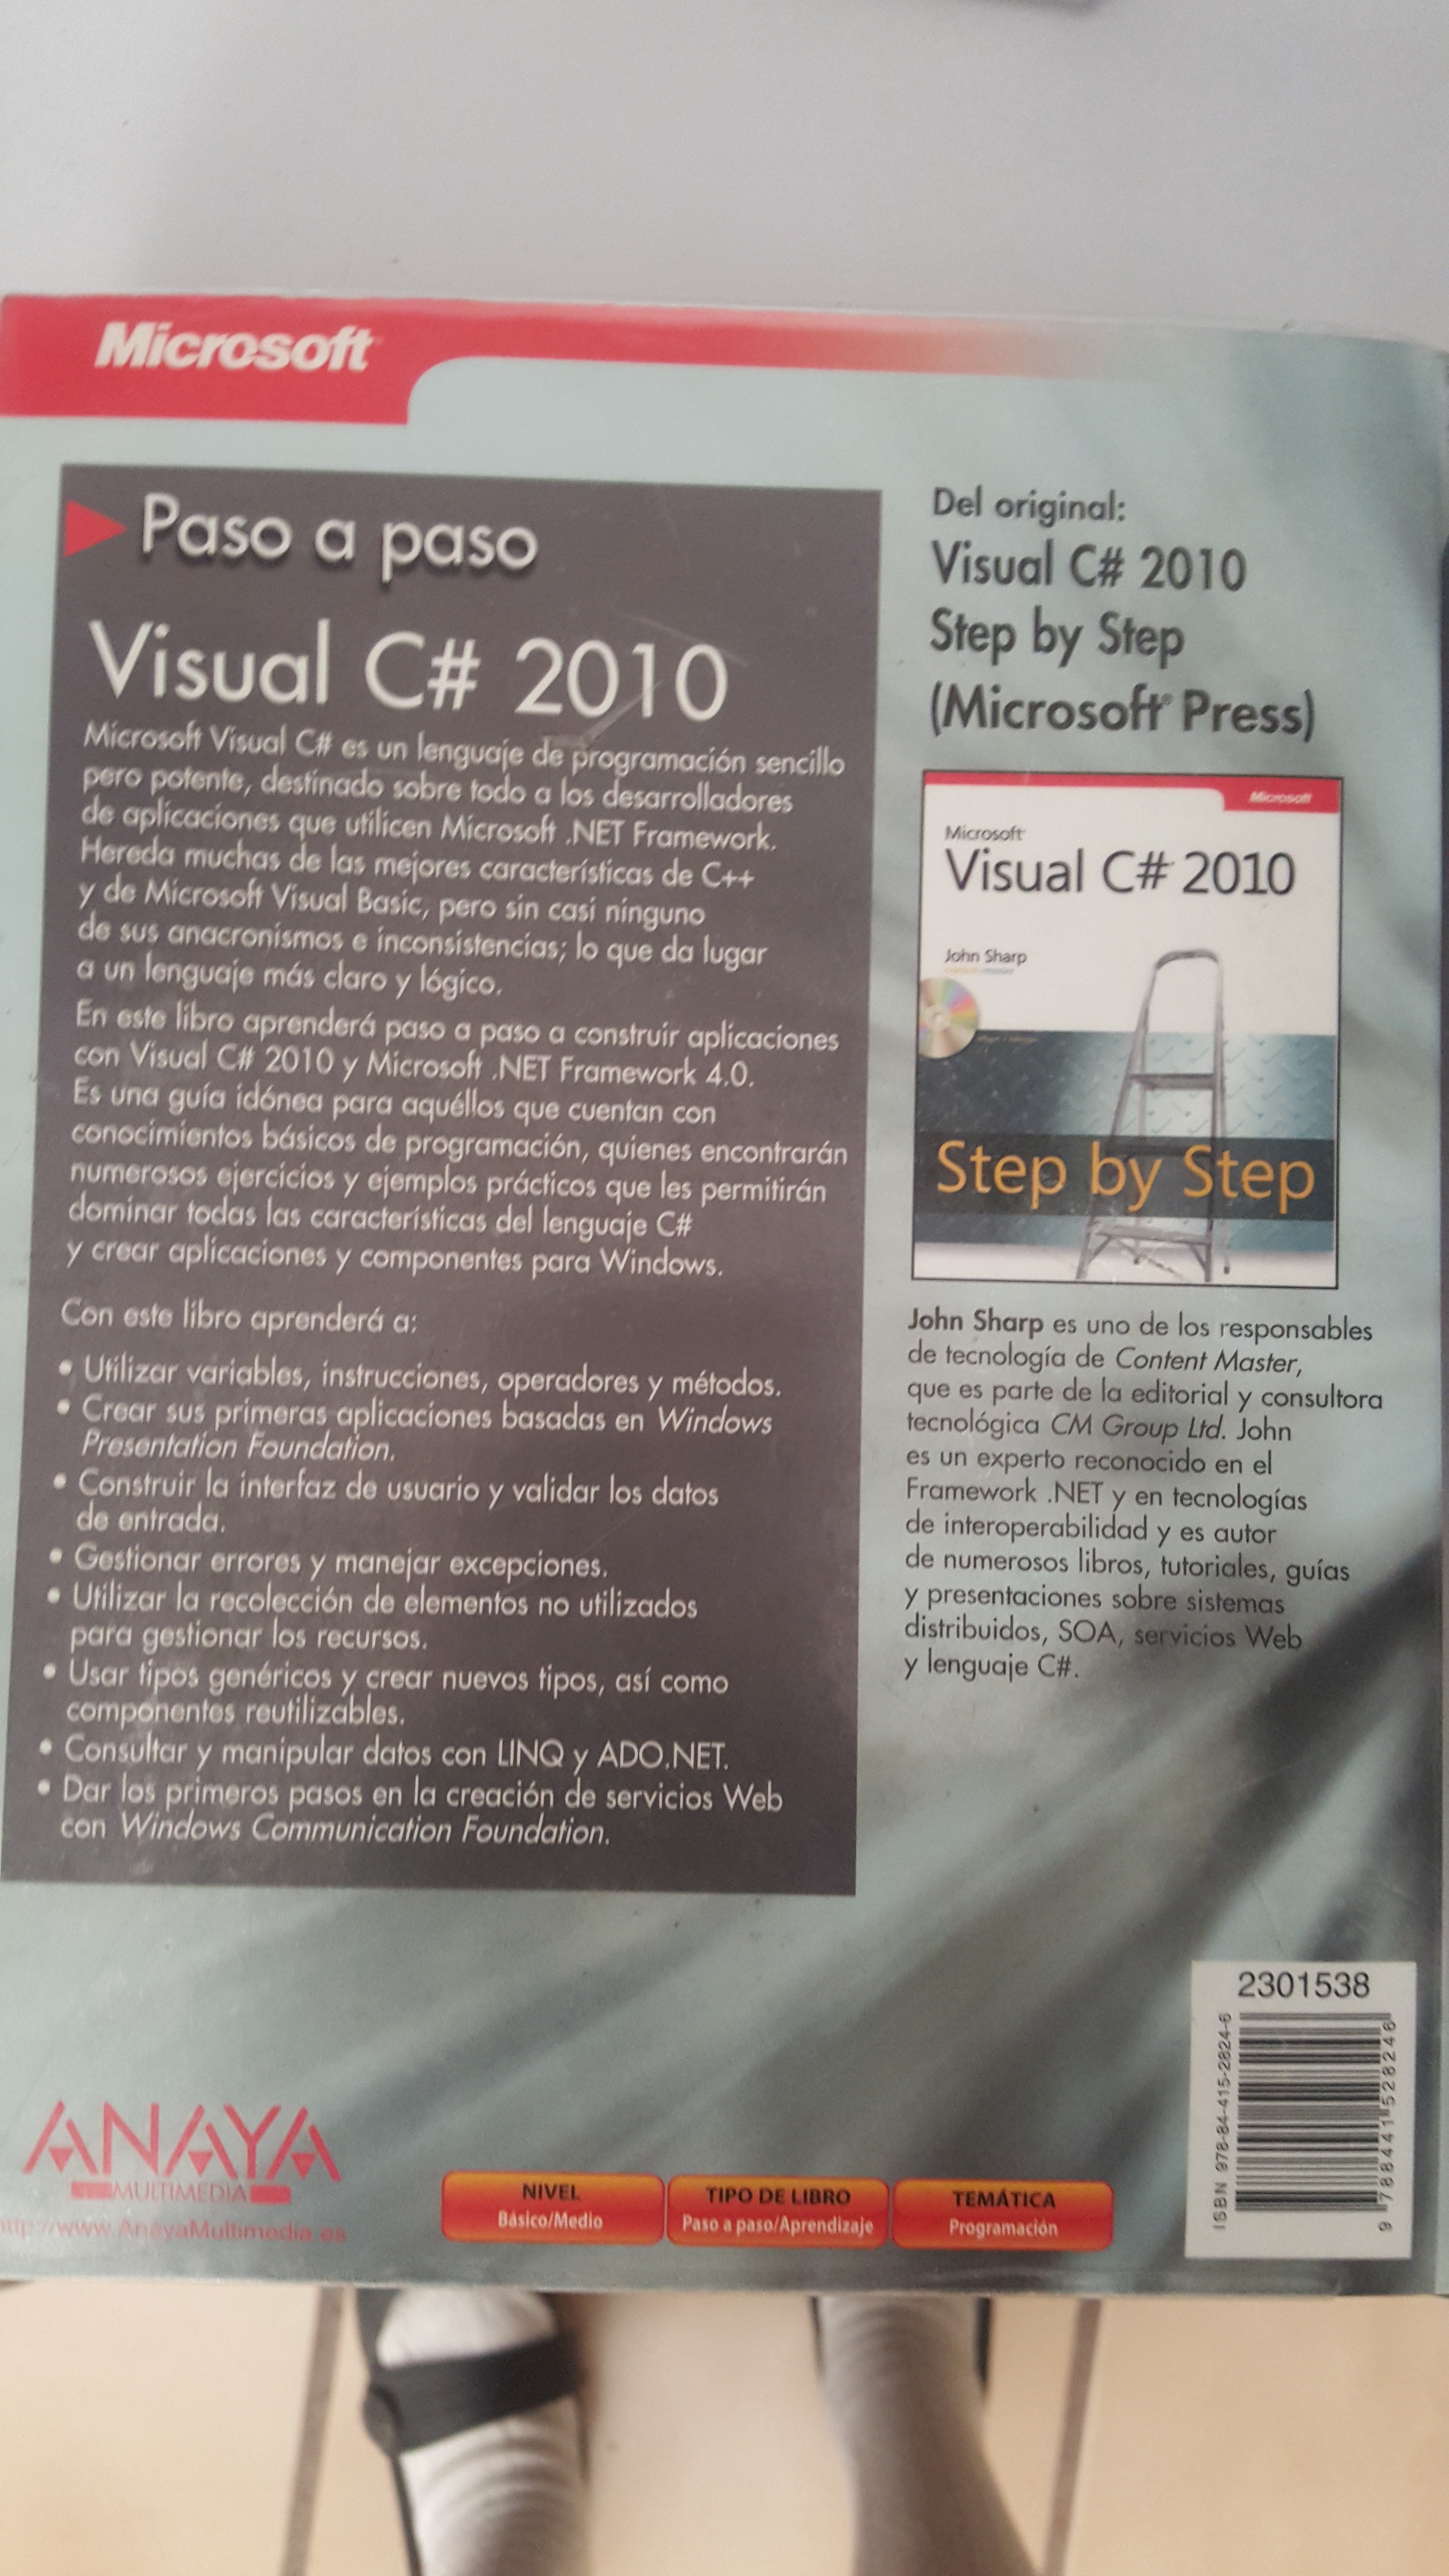 Microsoft
Paso a paso
Visual C# 2010
Microsoft Visual C# es un lenguaje de programación sencillo
pero potente, destinado sobre todo a los desarrolladores
de aplicaciones que utilicen Microsoft .NET Framework.
Hereda muchas de las mejores características de C++
y de Microsoft Visual Basic, pero sin casi ninguno
de sus anacronismos e inconsistencias; lo que da lugar
a un lenguaje más claro y lógico.
En este libro aprenderá paso a paso a construir aplicaciones
con Visual C# 2010 y Microsoft .NET Framework 4.0.
Es una guía idónea para aquéllos que cuentan con
conocimientos básicos de programación, quienes encontrarán
numerosos ejercicios y ejemplos prácticos que les permitirán
dominar todas las características del lenguaje C#
y crear aplicaciones y componentes para Windows.
Con este libro aprenderá a:
• Utilizar variables, instrucciones, operadores y métodos.
• Crear sus primeras aplicaciones basadas en Windows
Presentation Foundation.
• Construir la interfaz de usuario y validar los datos
de entrada.
• Gestionar errores y manejar excepciones.
• Utilizar la recolección de elementos no utilizados
para gestionar los recursos.
• Usar tipos genéricos y crear nuevos tipos, así como
componentes reutilizables.
• Consultar y manipular datos con LINQ y ADO.NET.
• Dar los primeros pasos en la creación de servicios Web
con Windows Communication Foundation.
Del original:
Visual C# 2010
Step by Step
(Microsoft® Press)
Microsoft
Microsoft
Visual C# 2010
John Sharp
Step by Step
John Sharp es uno de los responsables
de tecnología de Content Master,
que es parte de la editorial y consultora
tecnológica CM Group Ltd. John
es un experto reconocido en el
Framework .NET y en tecnologías
de interoperabilidad y es autor
de numerosos libros, tutoriales, guías
y presentaciones sobre sistemas
distribuidos, SOA, servicios Web
y lenguaje C#.
2301538
ISBN 978-84-415-2824-6
9 788441 528246
ANAYA
MULTIMEDIA
http://www.AnayaMultimedia.es
NIVEL
Básico/Medio
TIPO DE LIBRO
Paso a paso/Aprendizaje
TEMÁTICA
Programación